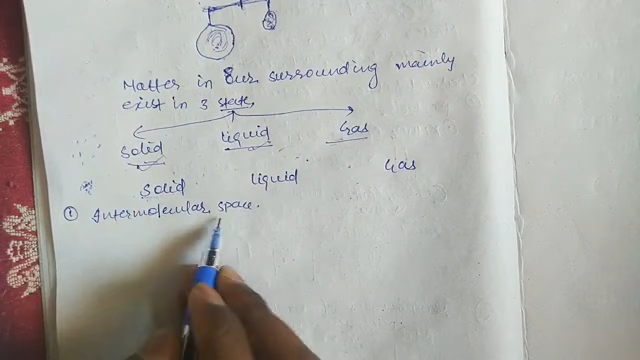 Matter in Our surrounding mainly
exist in 3 state.
Solid liquid Gas
Solid liquid Gas
① Intermolecular space.